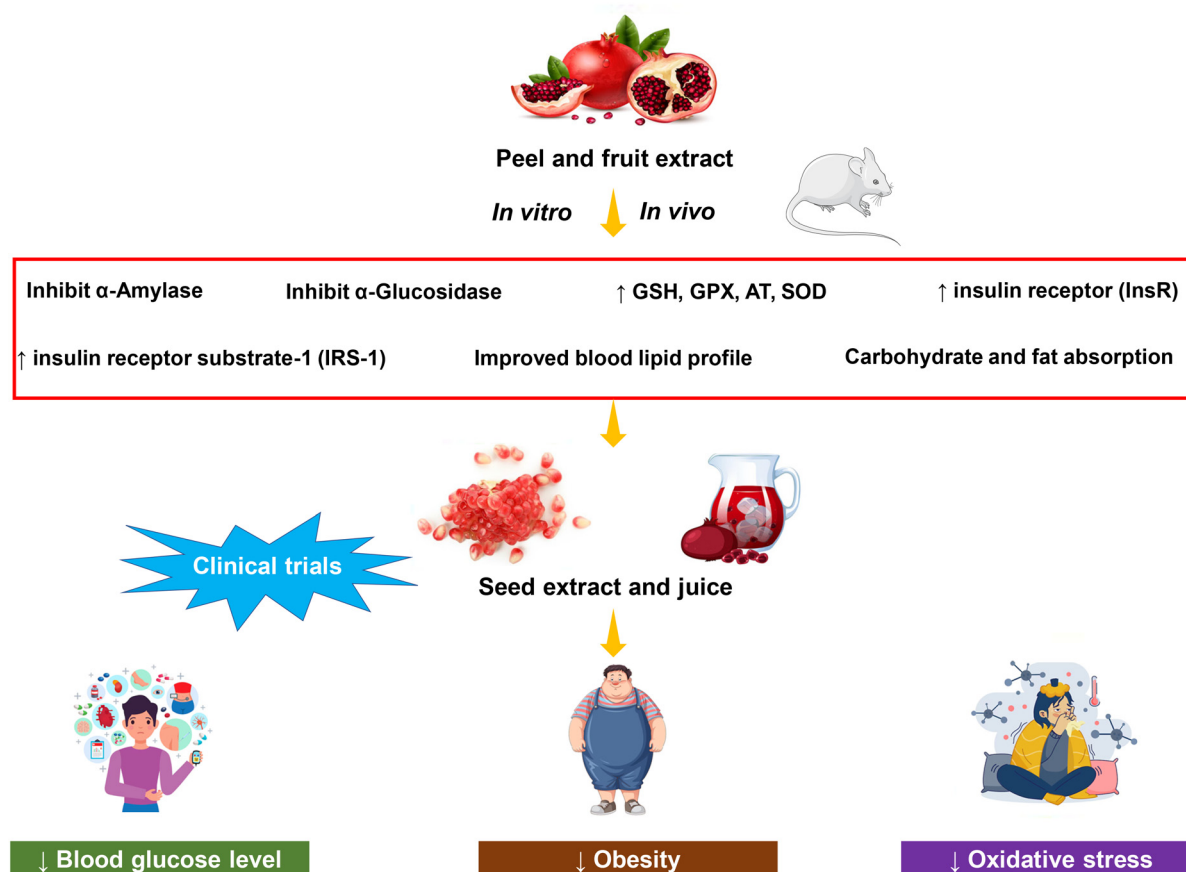 Peel and fruit extract
In vitro In vivo
Inhibit α-Amylase Inhibit α-Glucosidase ↑ GSH, GPX, AT, SOD ↑ insulin receptor (InsR)
↑ insulin receptor substrate-1 (IRS-1) Improved blood lipid profile Carbohydrate and fat absorption
Clinical trials
Seed extract and juice
↓ Blood glucose level ↓ Obesity ↓ Oxidative stress